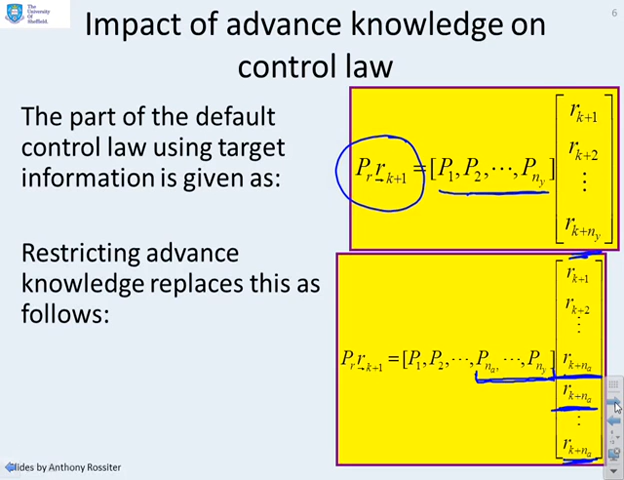 The
University
Of
Sheffield.
6
Impact of advance knowledge on
control law
The part of the default
control law using target
information is given as:
P_r r_{→k+1} = [P_1, P_2, ⋯, P_{n_y}] [r_{k+1}
r_{k+2}
⋮
r_{k+n_y}]
Restricting advance
knowledge replaces this as
follows:
P_r r_{→k+1} = [P_1, P_2, ⋯, P_{n_a}, ⋯, P_{n_y}] [r_{k+1}
r_{k+2}
⋮
r_{k+n_a}
r_{k+n_a}
⋮
r_{k+n_a}]
lides by Anthony Rossiter